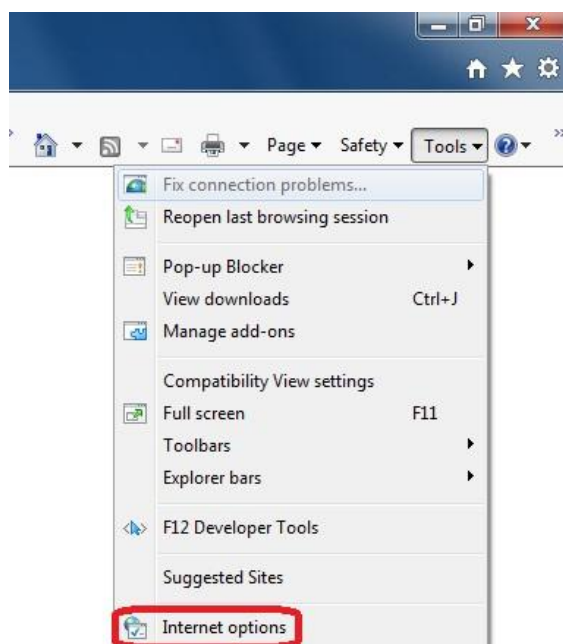 Page Safety Tools
Fix connection problems...
Reopen last browsing session
Pop-up Blocker
View downloads Ctrl+J
Manage add-ons
Compatibility View settings
Full screen F11
Toolbars
Explorer bars
F12 Developer Tools
Suggested Sites
Internet options